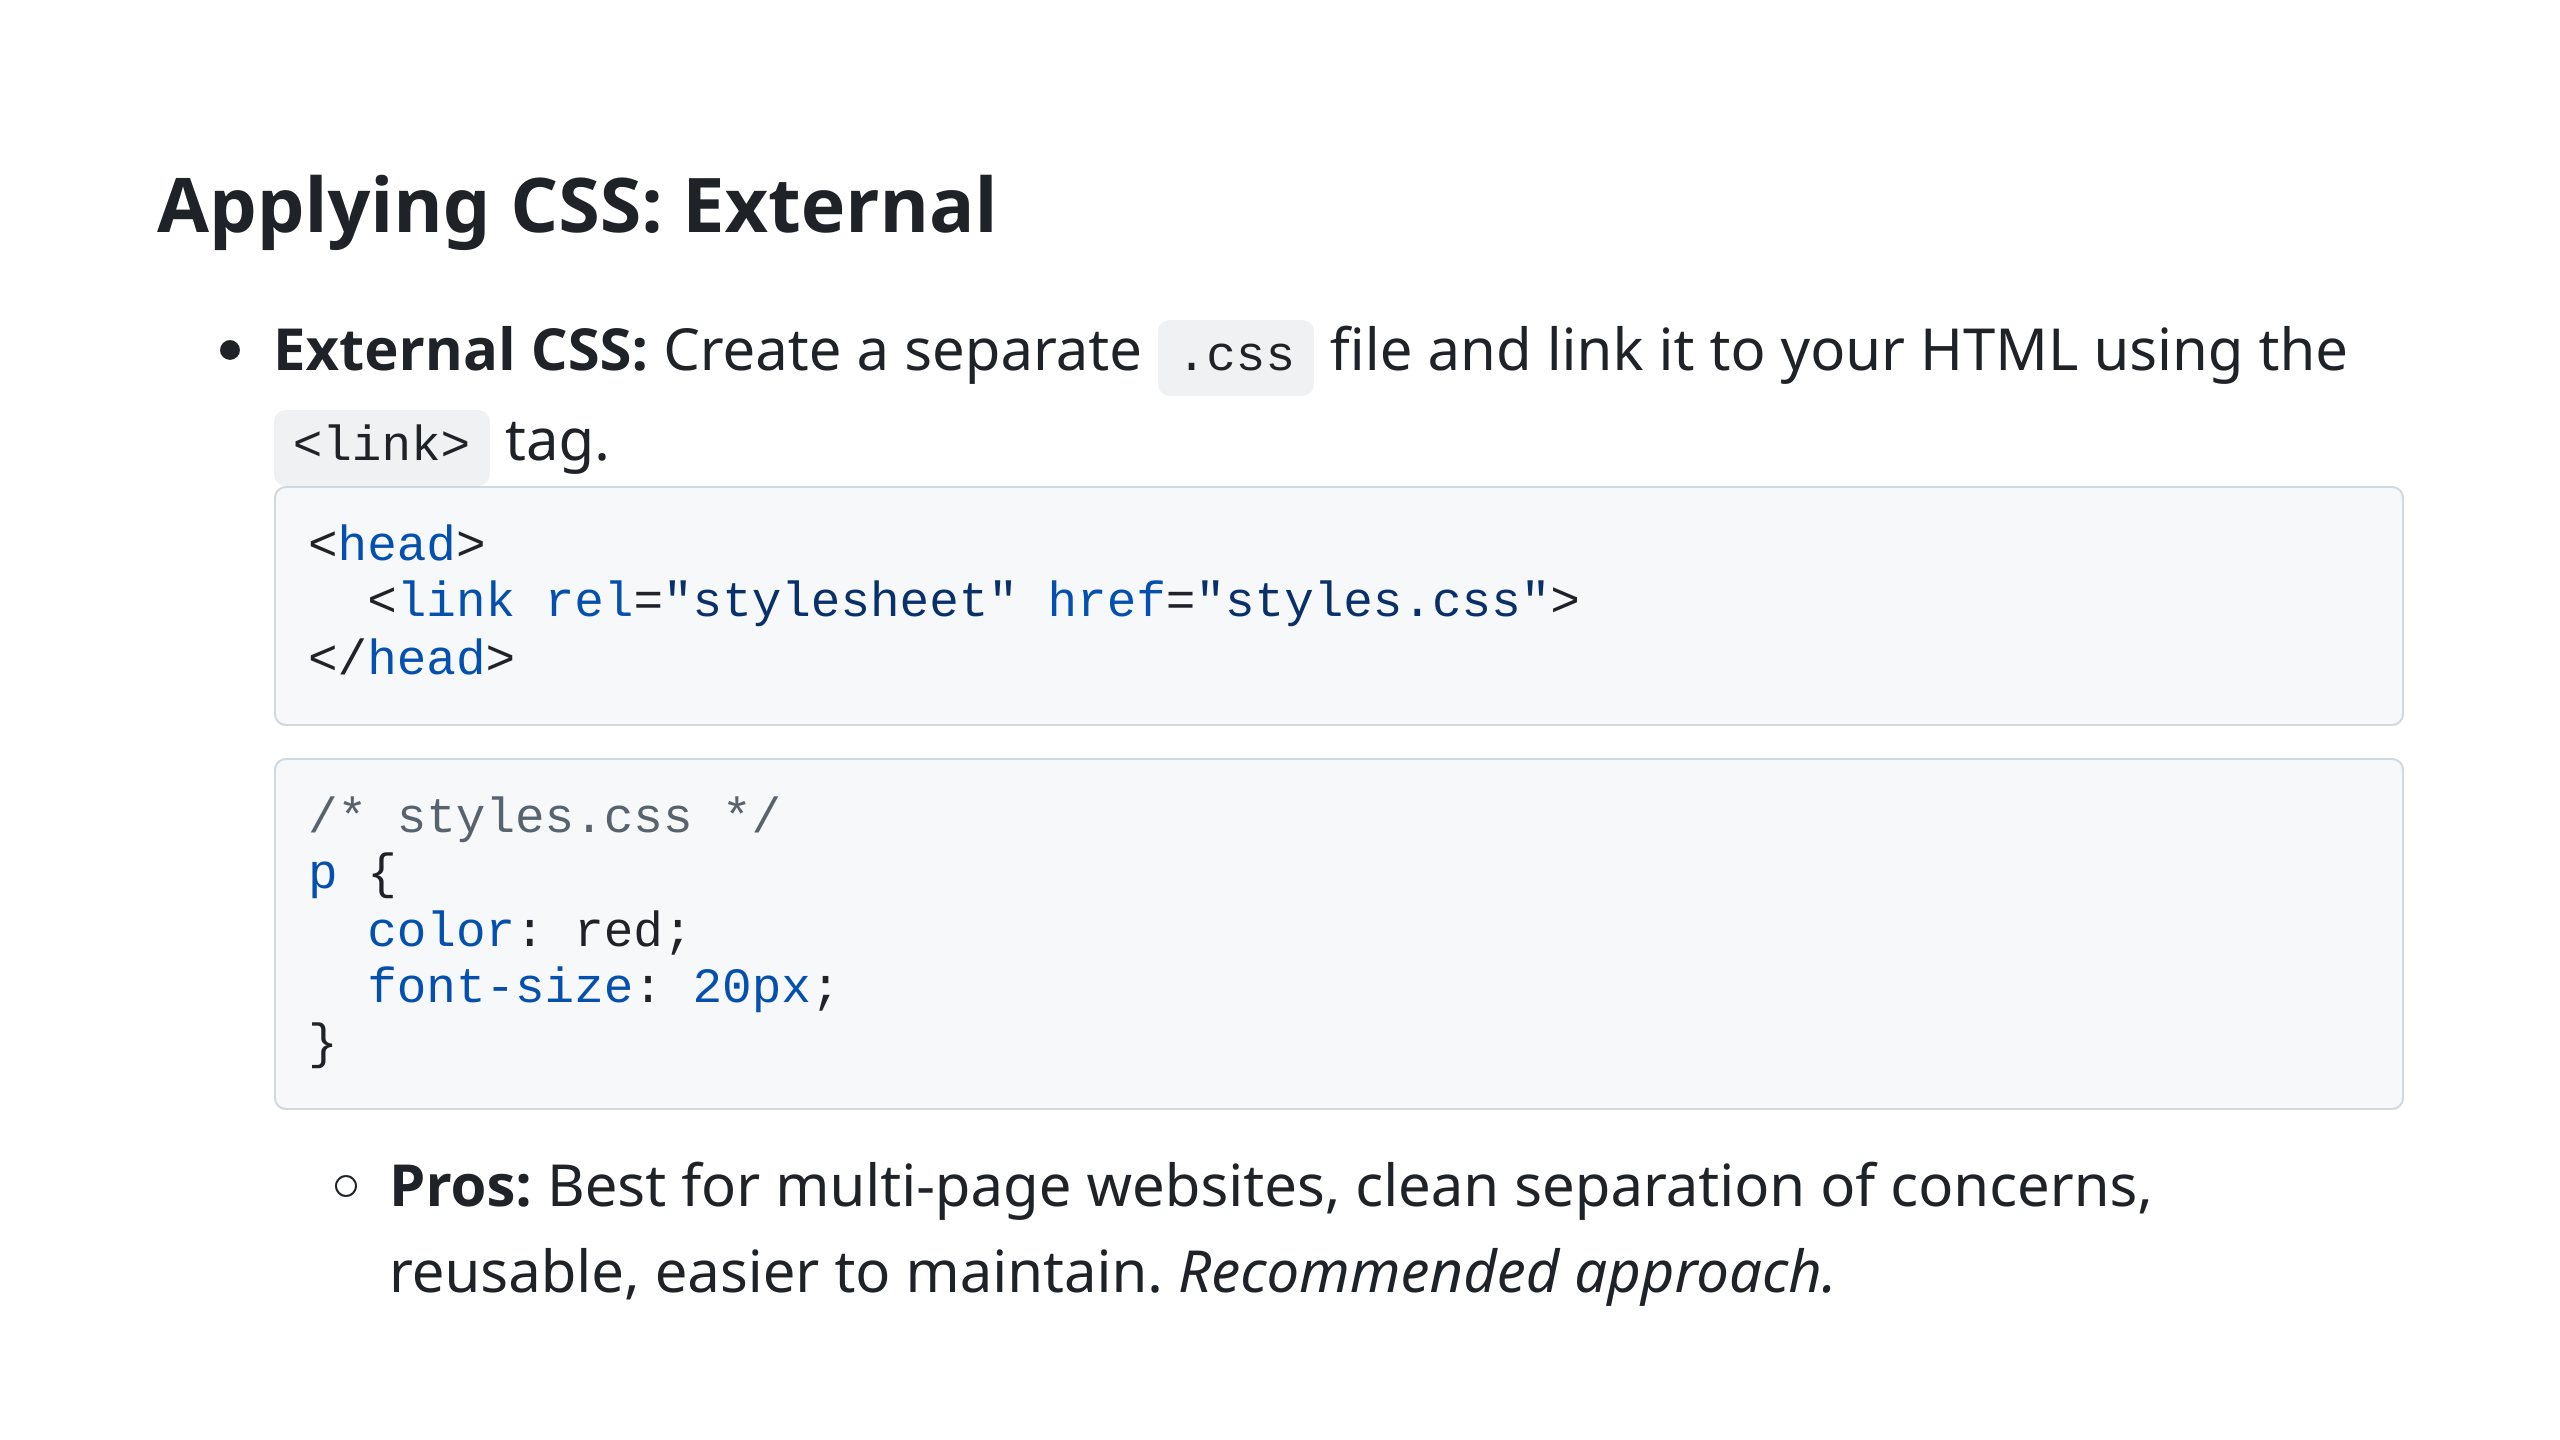 Applying CSS: External
• External CSS: Create a separate .css file and link it to your HTML using the
<link> tag.
<head>
  <link rel="stylesheet" href="styles.css">
</head>
/* styles.css */
p {
  color: red;
  font-size: 20px;
}
◦ Pros: Best for multi-page websites, clean separation of concerns,
reusable, easier to maintain. Recommended approach.